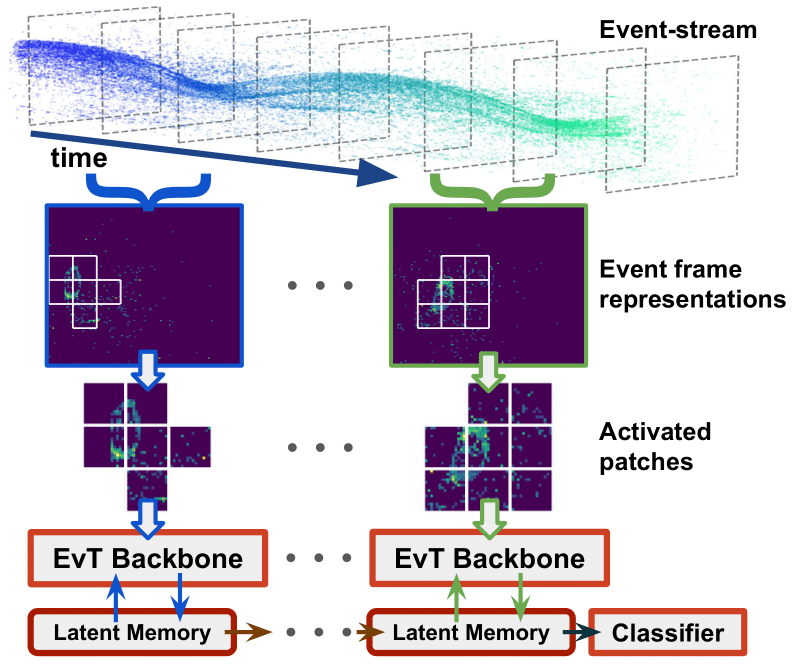 Event-stream
time
Event frame
representations
Activated
patches
EvT Backbone
EvT Backbone
Latent Memory
Latent Memory
Classifier